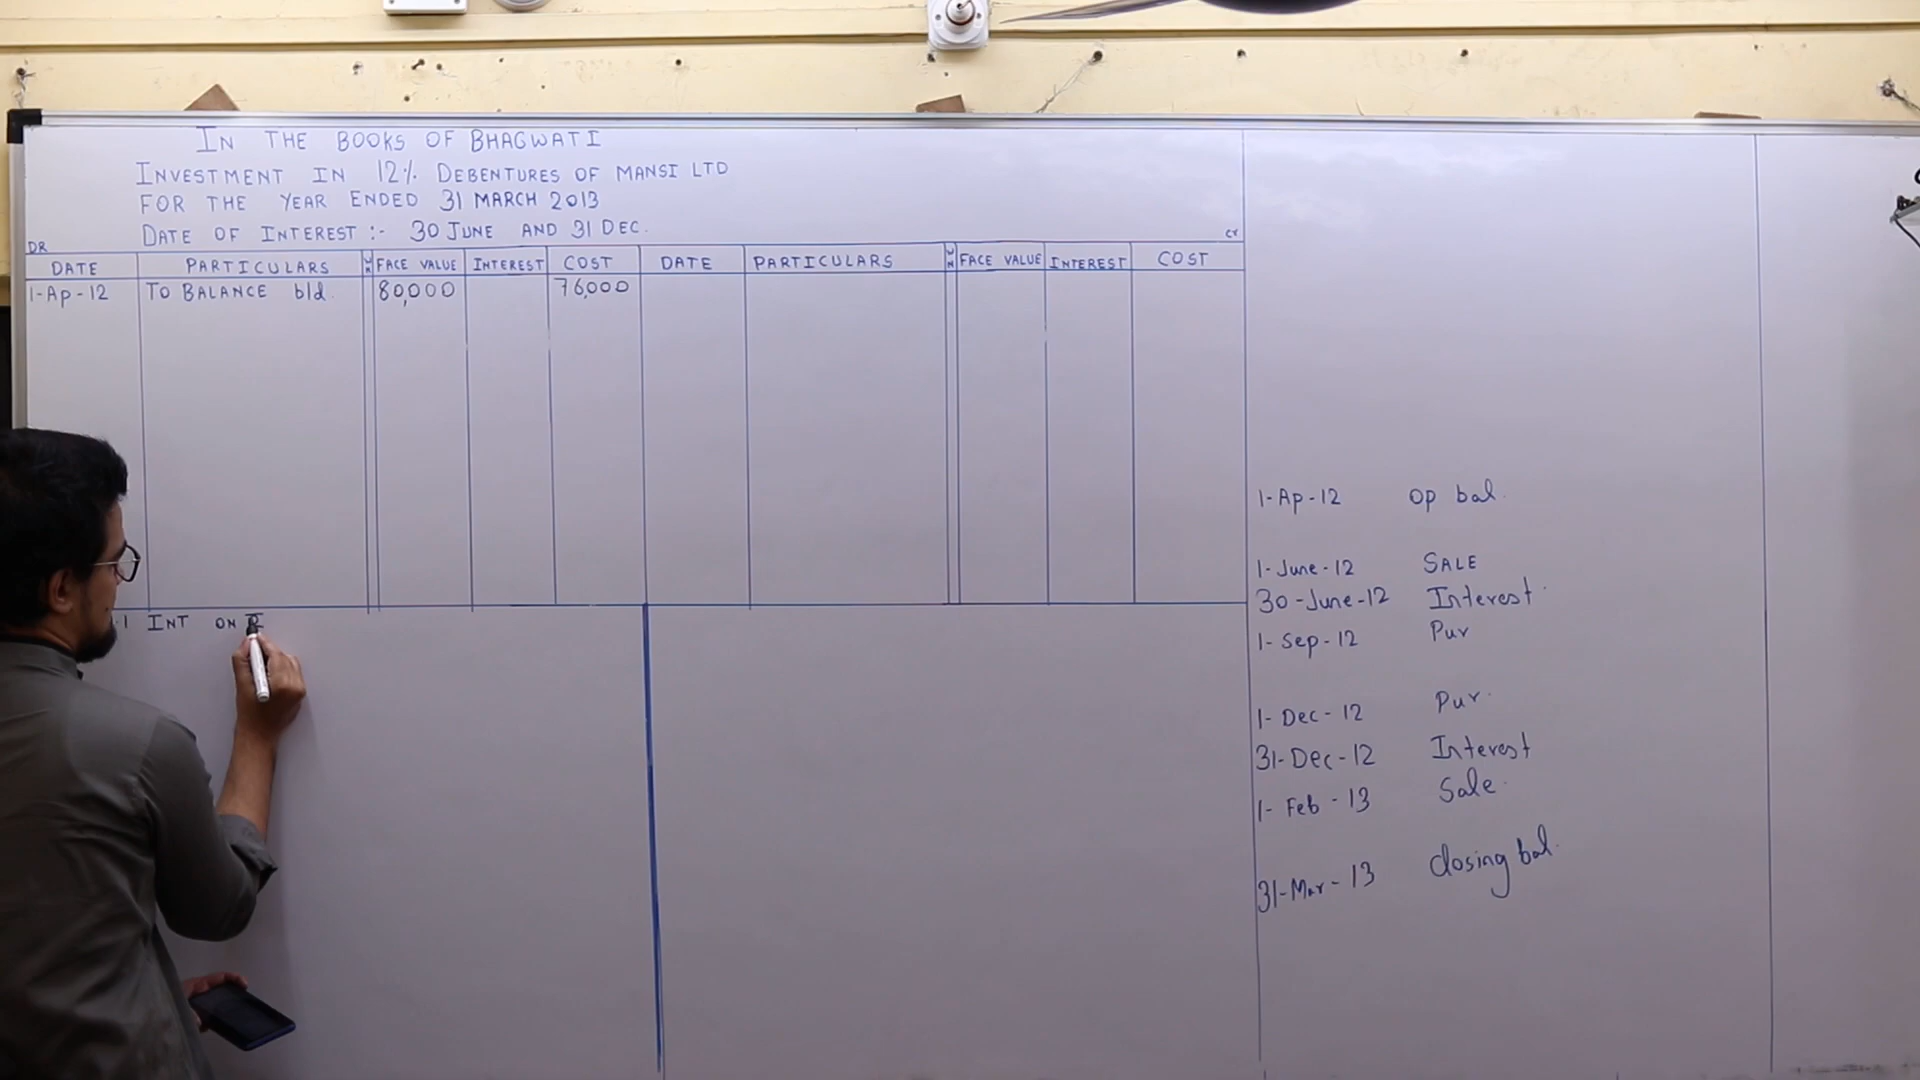 IN THE BOOKS OF BHAGWATI
INVESTMENT IN 12% DEBENTURES OF MANSI LTD
FOR THE YEAR ENDED 31 MARCH 2013
DATE OF INTEREST :- 30 JUNE AND 31 DEC.
DR CR
DATE PARTICULARS FACE VALUE INTEREST COST DATE PARTICULARS FACE VALUE INTEREST COST
1-Ap-12 TO BALANCE b/d. 80,000 76,000
1 INT ON
1-Ap-12 Op bal.
1-June-12 SALE
30-June-12 Interest.
1-Sep-12 Pur
1-Dec-12 Pur.
31-Dec-12 Interest
1-Feb-13 Sale.
31-Mar-13 closing bal.